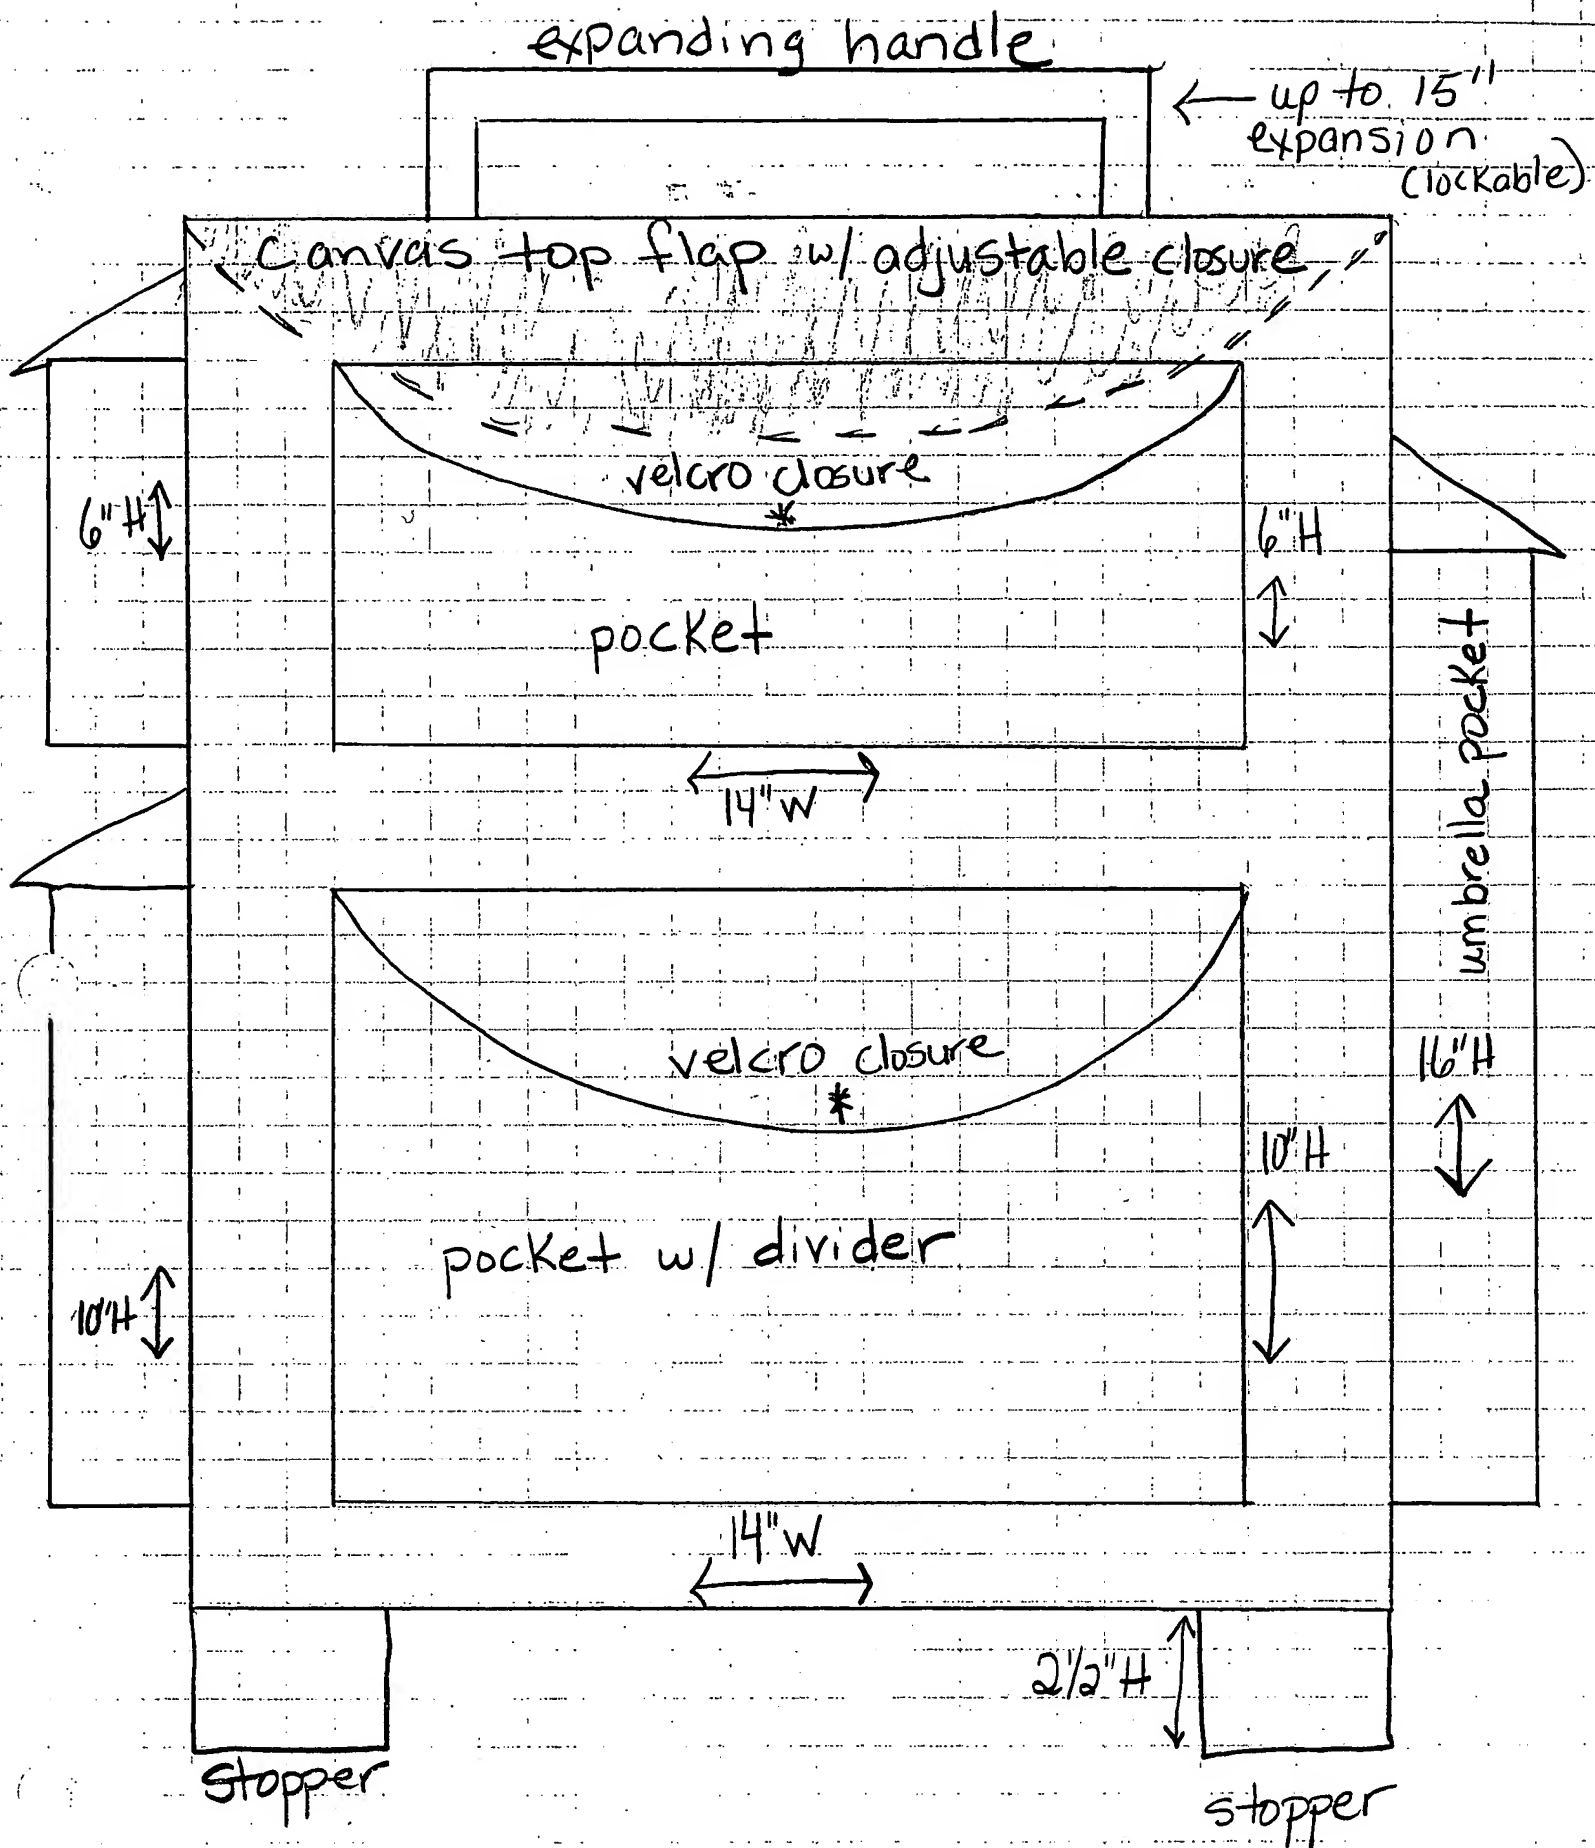 expanding handle
← up to 15"
expansion
(lockable)
Canvas top flap w/ adjustable closure
velcro closure
*
6"H
6"H
pocket
umbrella pocket
14"W
velcro closure
*
16"H
10"H
pocket w/ divider
10"H
14"W
2½"H
stopper
stopper